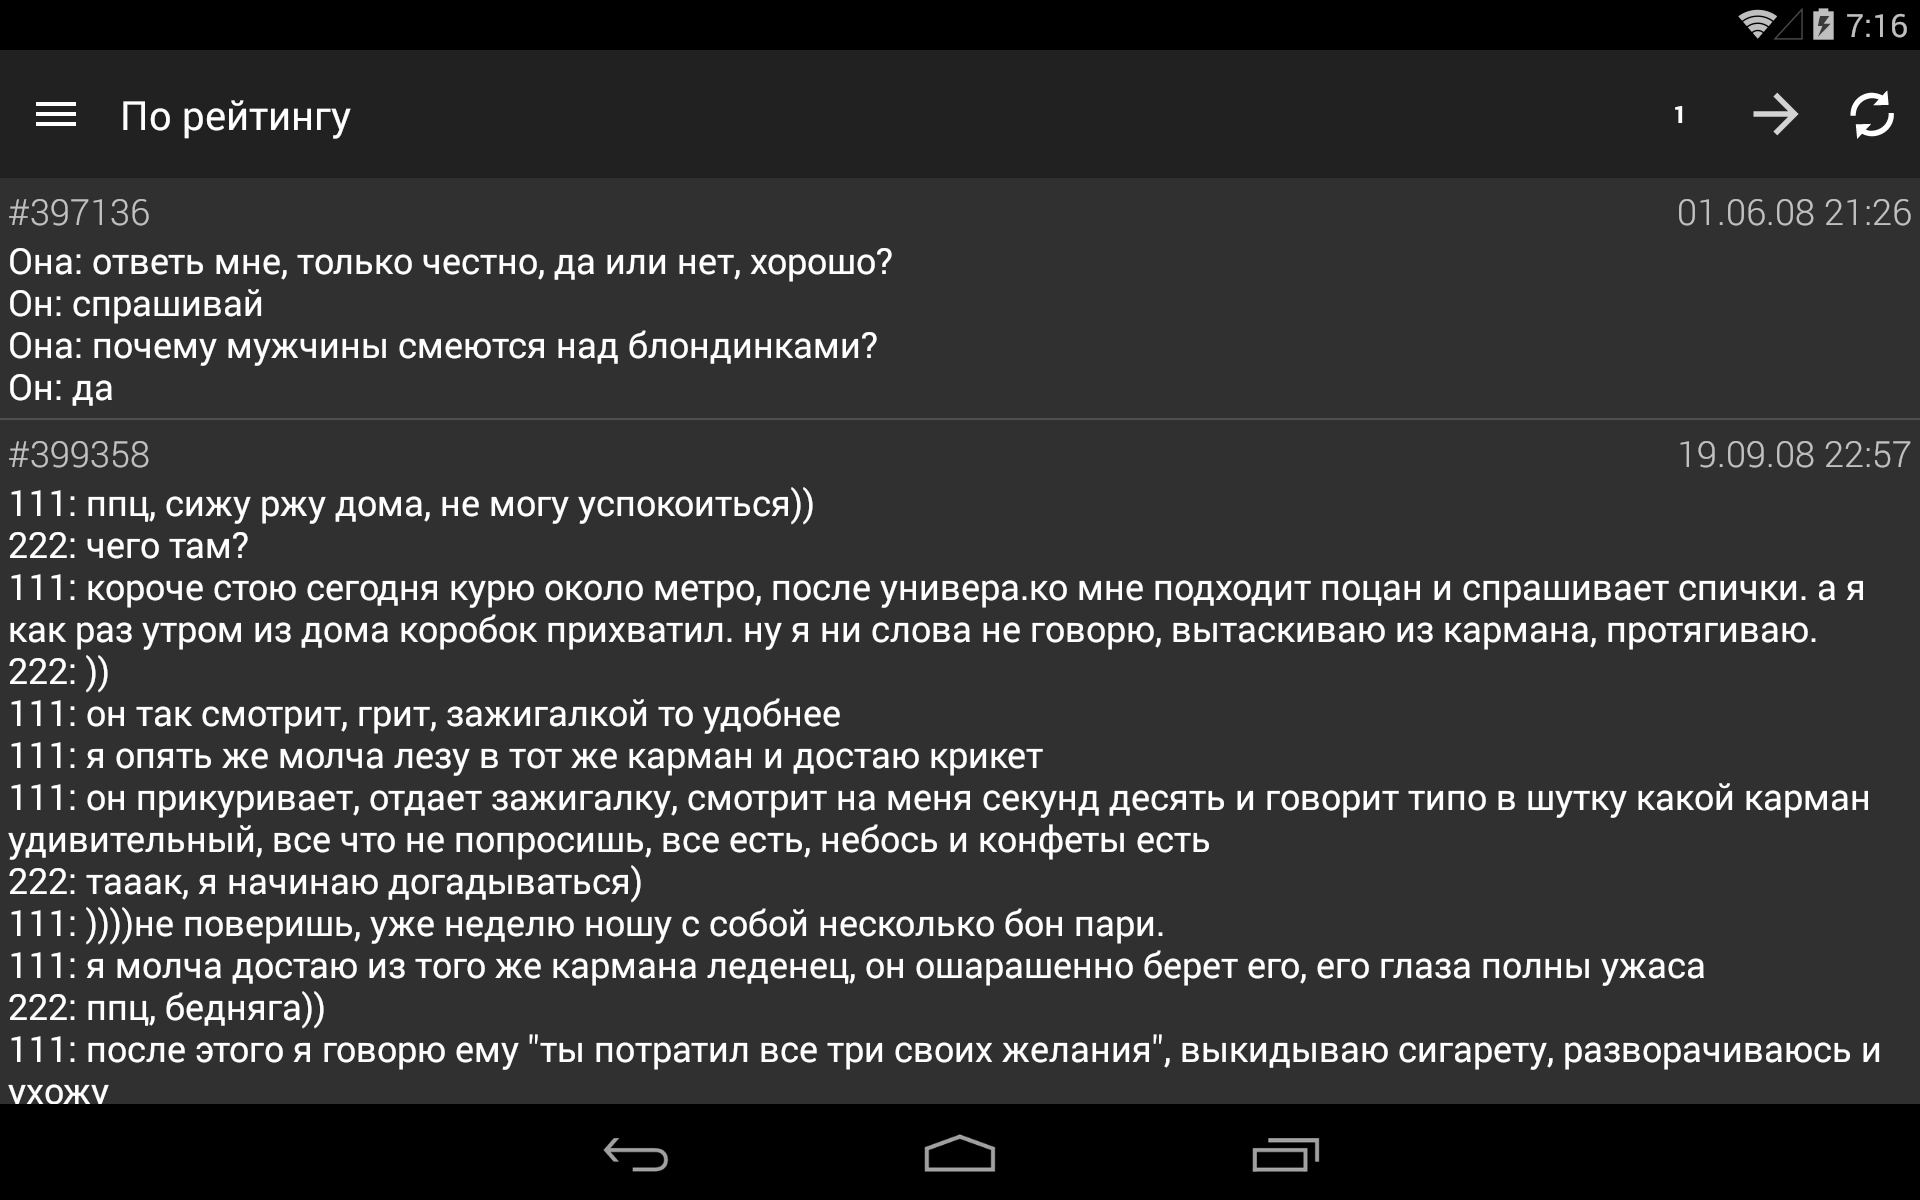 7:16
По рейтингу
1
#397136
01.06.08 21:26
Она: ответь мне, только честно, да или нет, хорошо?
Он: спрашивай
Она: почему мужчины смеются над блондинками?
Он: да
#399358
19.09.08 22:57
111: ппц, сижу ржу дома, не могу успокоиться))
222: чего там?
111: короче стою сегодня курю около метро, после универа.ко мне подходит поцан и спрашивает спички. а я
как раз утром из дома коробок прихватил. ну я ни слова не говорю, вытаскиваю из кармана, протягиваю.
222: ))
111: он так смотрит, грит, зажигалкой то удобнее
111: я опять же молча лезу в тот же карман и достаю крикет
111: он прикуривает, отдает зажигалку, смотрит на меня секунд десять и говорит типо в шутку какой карман
удивительный, все что не попросишь, все есть, небось и конфеты есть
222: тааак, я начинаю догадываться)
111: ))))не поверишь, уже неделю ношу с собой несколько бон пари.
111: я молча достаю из того же кармана леденец, он ошарашенно берет его, его глаза полны ужаса
222: ппц, бедняга))
111: после этого я говорю ему "ты потратил все три своих желания", выкидываю сигарету, разворачиваюсь и
ухожу